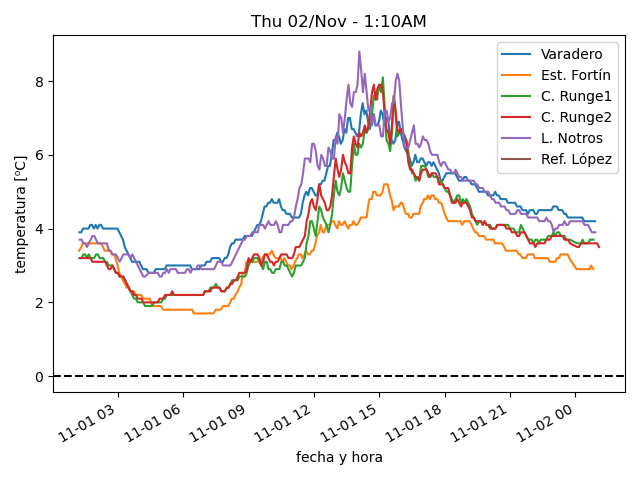 Thu 02/Nov - 1:10AM
Varadero
Est. Fortín
C. Runge1
C. Runge2
L. Notros
Ref. López
temperatura [°C]
8
6
4
2
0
11-01 03
11-01 06
11-01 09
11-01 12
11-01 15
11-01 18
11-01 21
11-02 00
fecha y hora